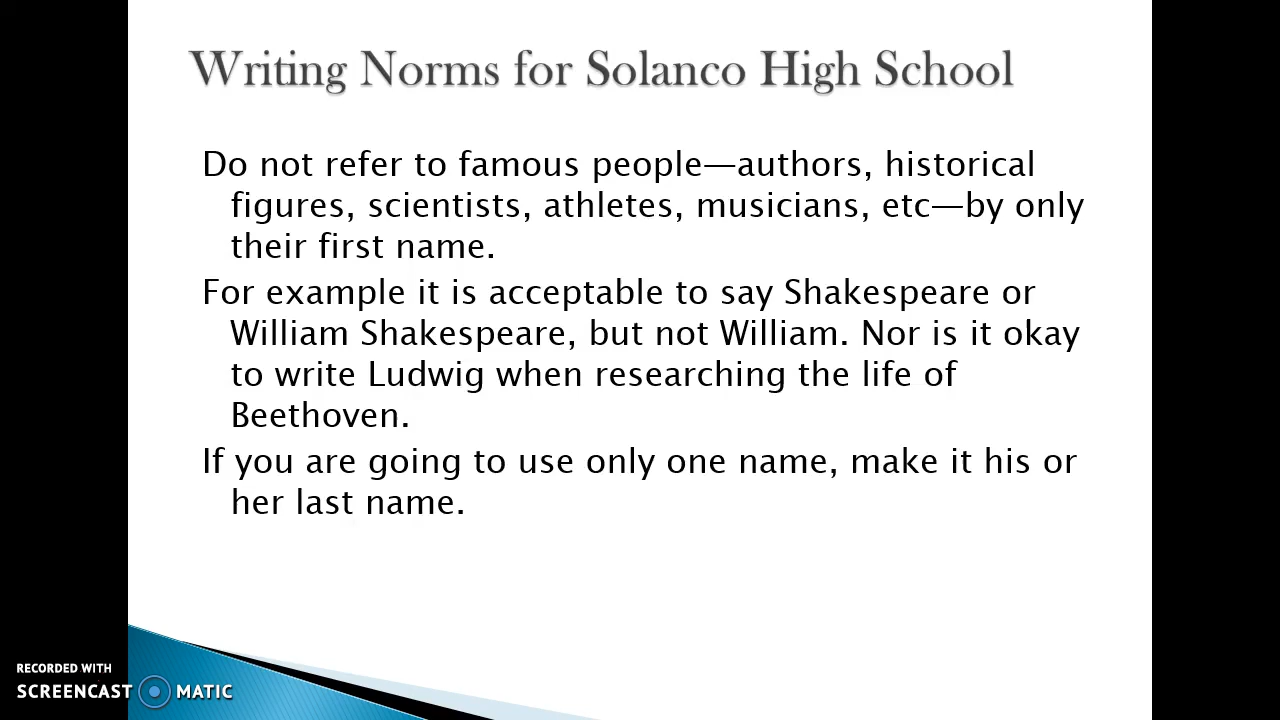 Writing Norms for Solanco High School
Do not refer to famous people—authors, historical
figures, scientists, athletes, musicians, etc—by only
their first name.
For example it is acceptable to say Shakespeare or
William Shakespeare, but not William. Nor is it okay
to write Ludwig when researching the life of
Beethoven.
If you are going to use only one name, make it his or
her last name.
RECORDED WITH
SCREENCAST MATIC